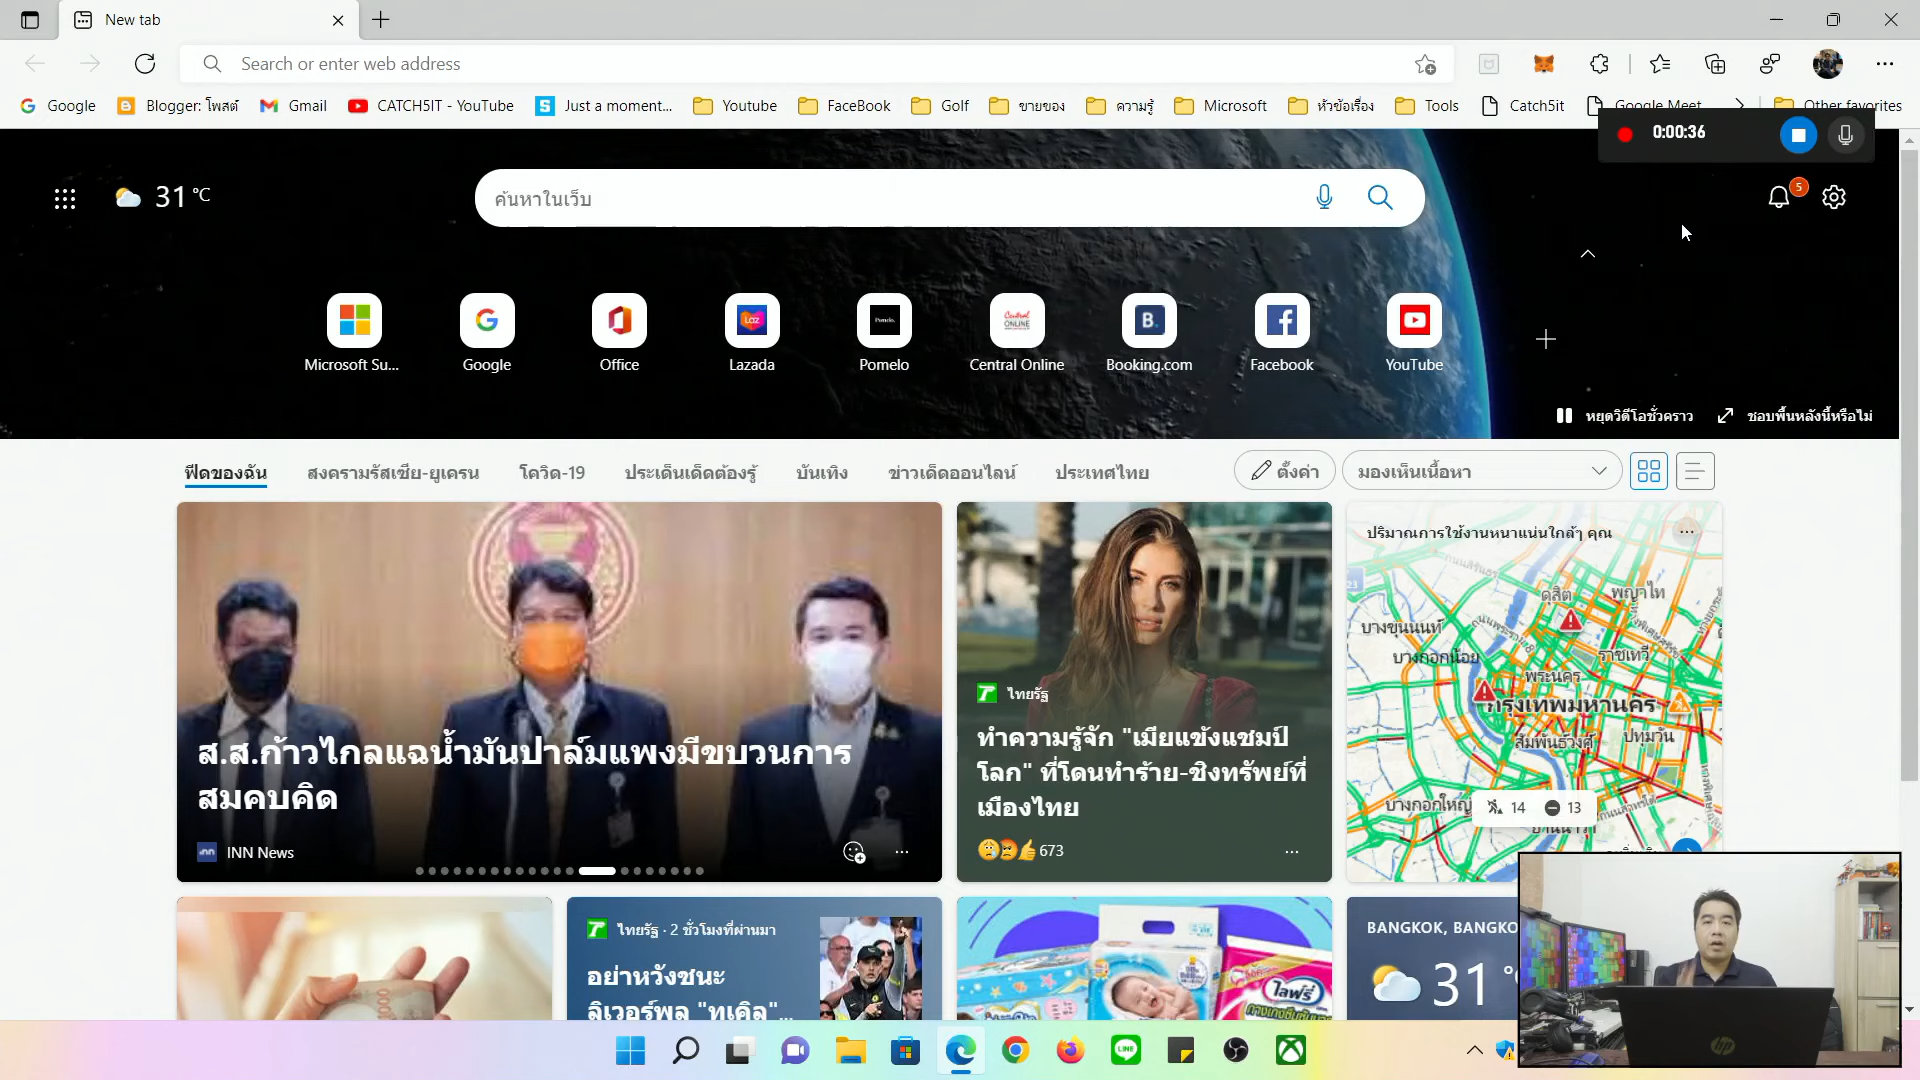 New tab
Search or enter web address
Google
Blogger: โพสต์
Gmail
CATCH5IT - YouTube
Just a moment...
Youtube
FaceBook
Golf
ขายของ
ความรู้
Microsoft
หัวข้อเรื่อง
Tools
Catch5it
Google Meet
Other favorites
0:00:36
31 °C
ค้นหาในเว็บ
5
Microsoft Su...
Google
Office
Lazada
Pomelo
Central Online
Booking.com
Facebook
YouTube
หยุดวิดีโอชั่วคราว
ชอบพื้นหลังนี้หรือไม่
ฟีดของฉัน
สงครามรัสเซีย-ยูเครน
โควิด-19
ประเด็นเด็ดต้องรู้
บันเทิง
ข่าวเด็ดออนไลน์
ประเทศไทย
ตั้งค่า
มองเห็นเนื้อหา
ส.ส.ก้าวไกลแฉน้ำมันปาล์มแพงมีขบวนการ
สมคบคิด
INN News
ไทยรัฐ
ทำความรู้จัก "เมียแข้งแชมป์
โลก" ที่โดนทำร้าย-ชิงทรัพย์ที่
เมืองไทย
673
ปริมาณการใช้งานหนาแน่นใกล้ๆ คุณ
ดุสิต
พญาไท
บางขุนนนท์
บางกอกน้อย
ราชเทวี
พระนคร
กรุงเทพมหานคร
สัมพันธ์วงศ์
ปทุมวัน
บางกอกใหญ่
14
13
ไทยรัฐ · 2 ชั่วโมงที่ผ่านมา
อย่าหวังชนะ
ลิเวอร์พูล "ทูเคิล"...
ไลฟ์รี่
BANGKOK, BANGKO
31 °